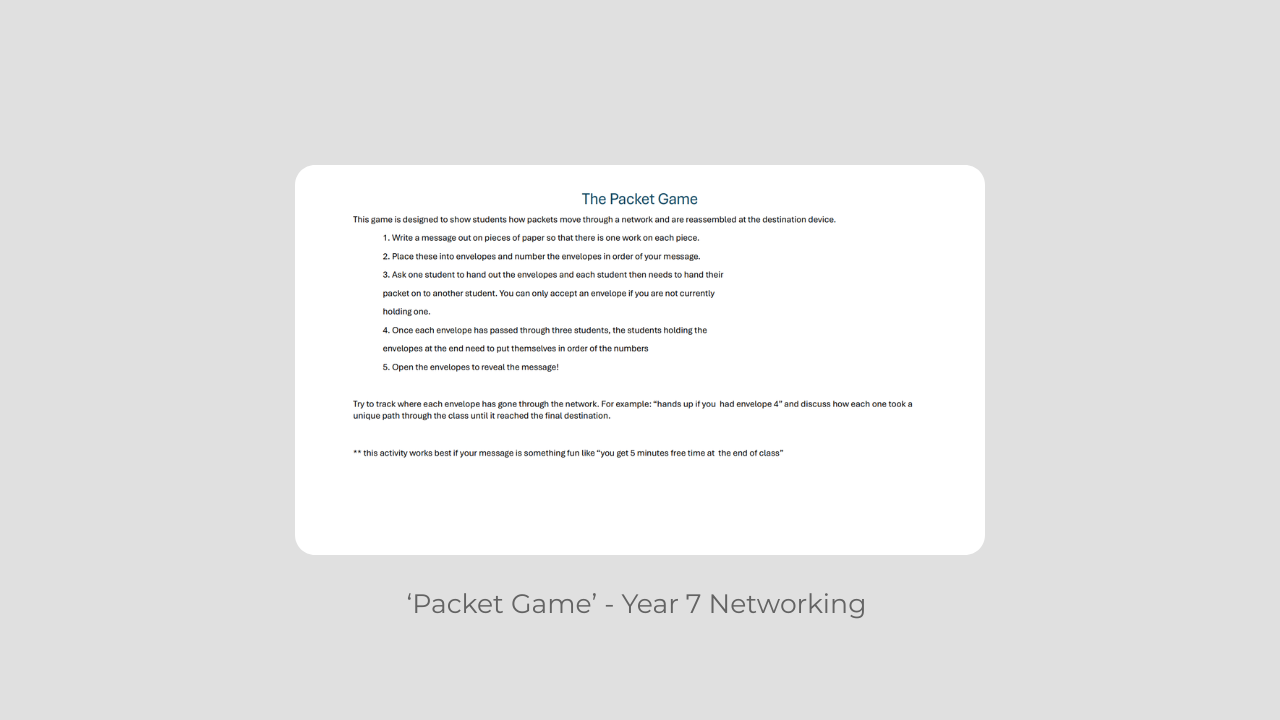 The Packet Game
This game is designed to show students how packets move through a network and are reassembled at the destination device.
1. Write a message out on pieces of paper so that there is one work on each piece.
2. Place these into envelopes and number the envelopes in order of your message.
3. Ask one student to hand out the envelopes and each student then needs to hand their
packet on to another student. You can only accept an envelope if you are not currently
holding one.
4. Once each envelope has passed through three students, the students holding the
envelopes at the end need to put themselves in order of the numbers
5. Open the envelopes to reveal the message!
Try to track where each envelope has gone through the network. For example: “hands up if you had envelope 4” and discuss how each one took a
unique path through the class until it reached the final destination.
** this activity works best if your message is something fun like “you get 5 minutes free time at the end of class”
‘Packet Game’ - Year 7 Networking